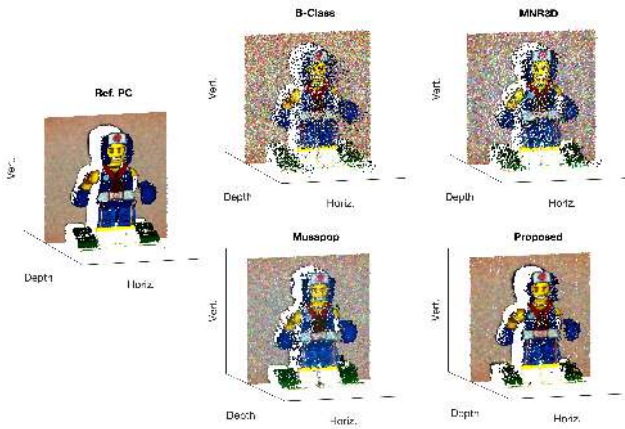 B-Class
MNR3D
Ref. PC
Vert.
Vert.
Vert.
Depth
Horiz.
Depth
Horiz.
Depth
Horiz.
Musapop
Proposed
Vert.
Vert.
Depth
Horiz.
Depth
Horiz.